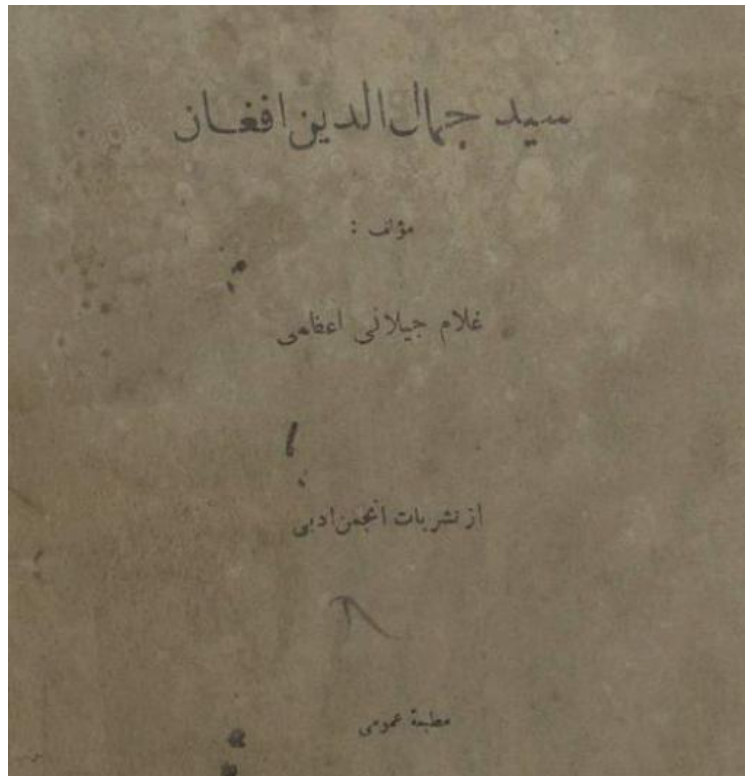 سید جمال الدین افغان
مؤلف :
غلام جیلانی اعظمی
از نشریات انجمن ادبی
مطبعهٔ عمومی